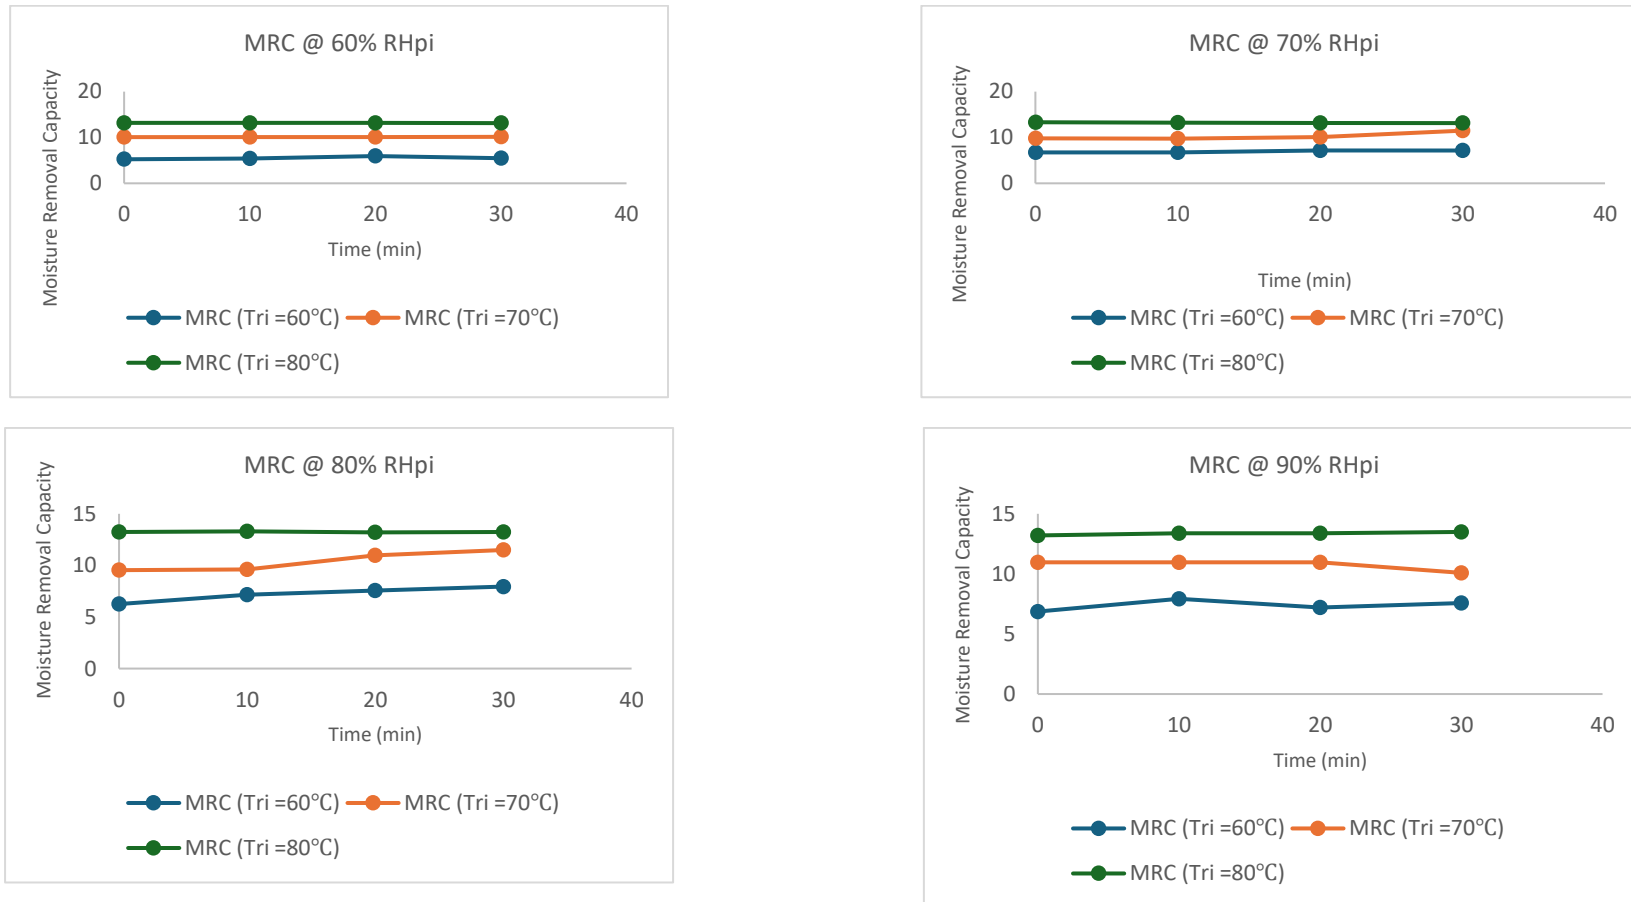 MRC @ 60% RHpi
Moisture Removal Capacity
20
10
0
0 10 20 30 40
Time (min)
MRC (Tri =60℃) MRC (Tri =70℃)
MRC (Tri =80℃)
MRC @ 70% RHpi
Moisture Removal Capacity
20
10
0
0 10 20 30 40
Time (min)
MRC (Tri =60℃) MRC (Tri =70℃)
MRC (Tri =80℃)
MRC @ 80% RHpi
Moisture Removal Capacity
15
10
5
0
0 10 20 30 40
Time (min)
MRC (Tri =60℃) MRC (Tri =70℃)
MRC (Tri =80℃)
MRC @ 90% RHpi
Moisture Removal Capacity
15
10
5
0
0 10 20 30 40
Time (min)
MRC (Tri =60℃) MRC (Tri =70℃)
MRC (Tri =80℃)